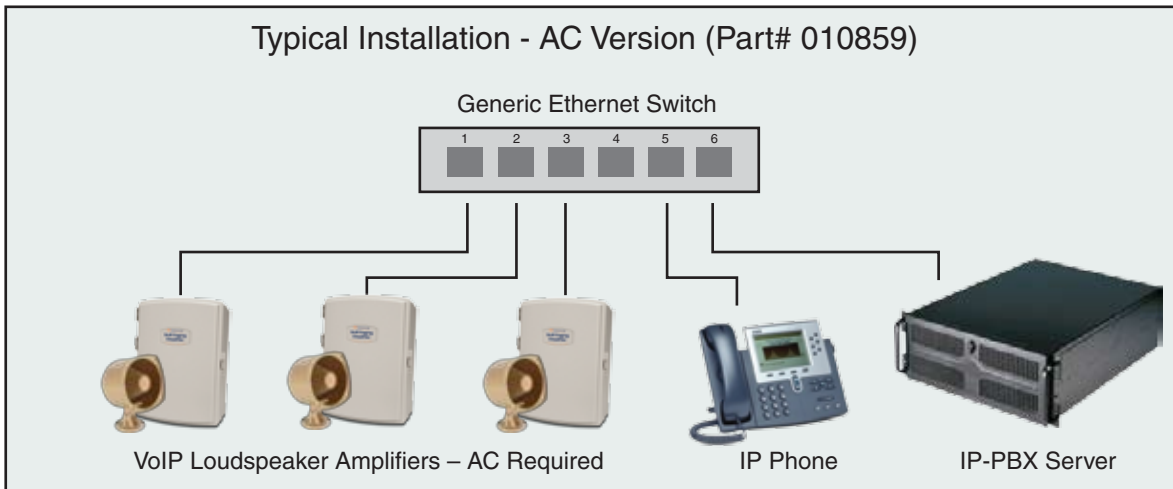 Typical Installation - AC Version (Part# 010859)
Generic Ethernet Switch
1 2 3 4 5 6
VoIP Loudspeaker Amplifiers – AC Required
IP Phone
IP-PBX Server